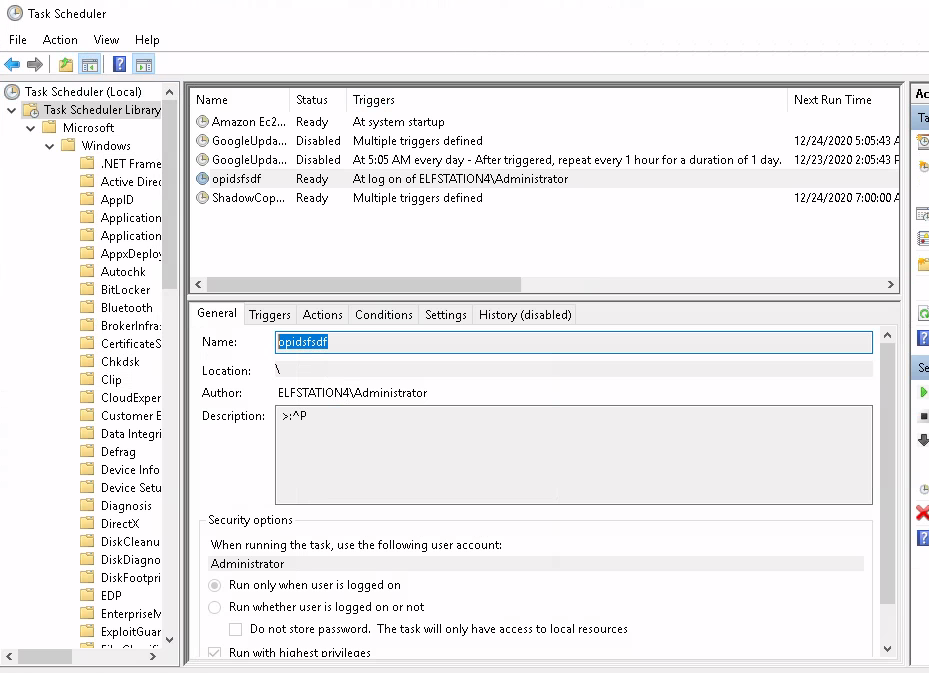 Task Scheduler
File Action View Help
Task Scheduler (Local)
Task Scheduler Library
Microsoft
Windows
.NET Frame
Active Direc
AppID
Application
Application
AppxDeploy
Autochk
BitLocker
Bluetooth
BrokerInfra:
CertificateS
Chkdsk
Clip
CloudExper
Customer E
Data Integri
Defrag
Device Info
Device Setu
Diagnosis
DirectX
DiskCleanu
DiskDiagno
DiskFootpri
EDP
EnterpriseM
ExploitGuar
Name Status Triggers Next Run Time
Amazon Ec2... Ready At system startup
GoogleUpda... Disabled Multiple triggers defined 12/24/2020 5:05:43 A
GoogleUpda... Disabled At 5:05 AM every day - After triggered, repeat every 1 hour for a duration of 1 day. 12/23/2020 2:05:43 P
opidsfsdf Ready At log on of ELFSTATION4\Administrator
ShadowCop... Ready Multiple triggers defined 12/24/2020 7:00:00 A
General Triggers Actions Conditions Settings History (disabled)
Name: opidsfsdf
Location: \
Author: ELFSTATION4\Administrator
Description: >:^P
Security options
When running the task, use the following user account:
Administrator
Run only when user is logged on
Run whether user is logged on or not
Do not store password. The task will only have access to local resources
Run with highest privileges
Ac
Ta
Se